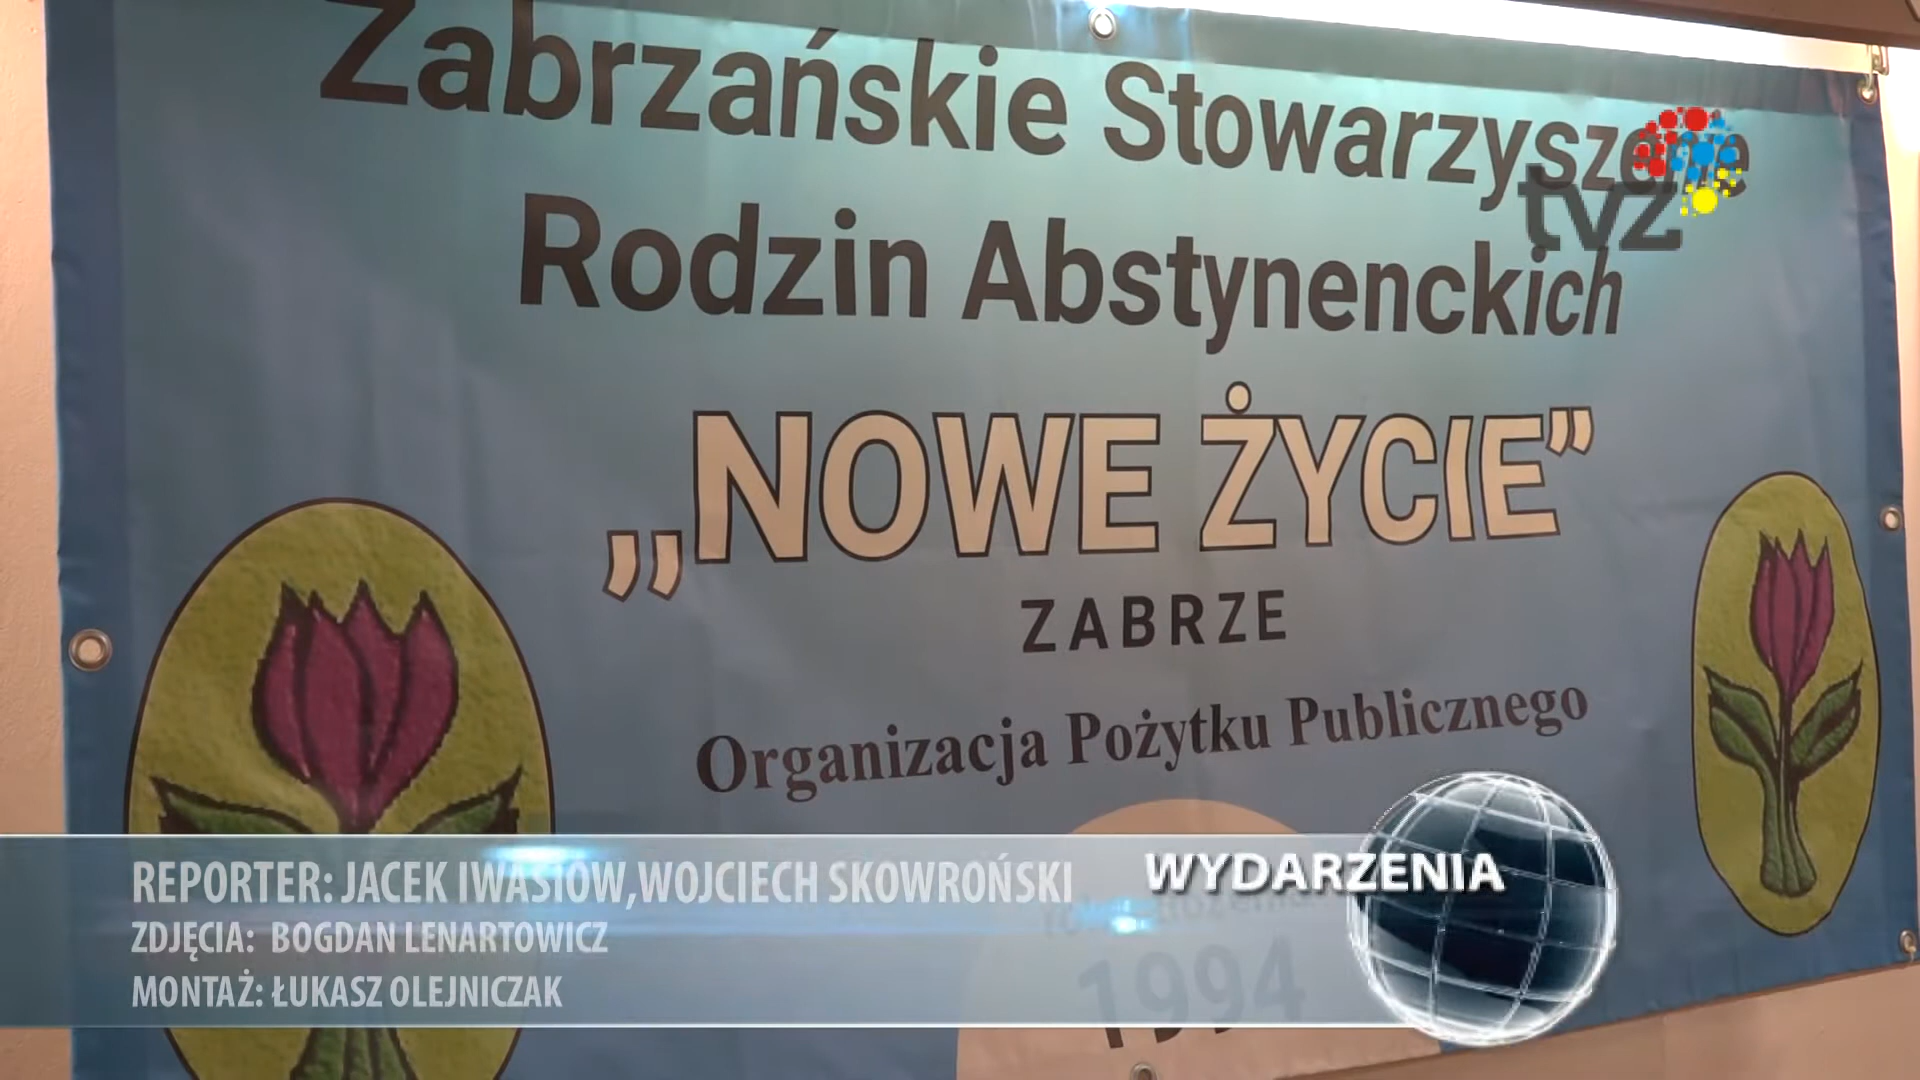 Zabrzańskie Stowarzyszenie
tvz
Rodzin Abstynenckich
„NOWE ŻYCIE”
ZABRZE
Organizacja Pożytku Publicznego
WYDARZENIA
REPORTER: JACEK IWASIOW,WOJCIECH SKOWROŃSKI
ZDJĘCIA: BOGDAN LENARTOWICZ
MONTAŻ: ŁUKASZ OLEJNICZAK
1994